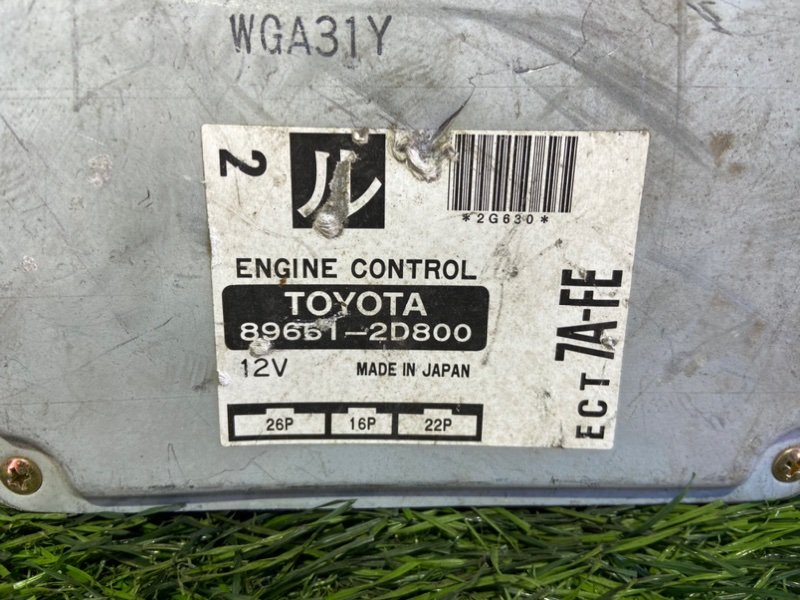 WGA31Y
2
ル
*2G630*
ENGINE CONTROL
TOYOTA
89661-2D800
12V MADE IN JAPAN
26P 16P 22P
ECT 7A-FE